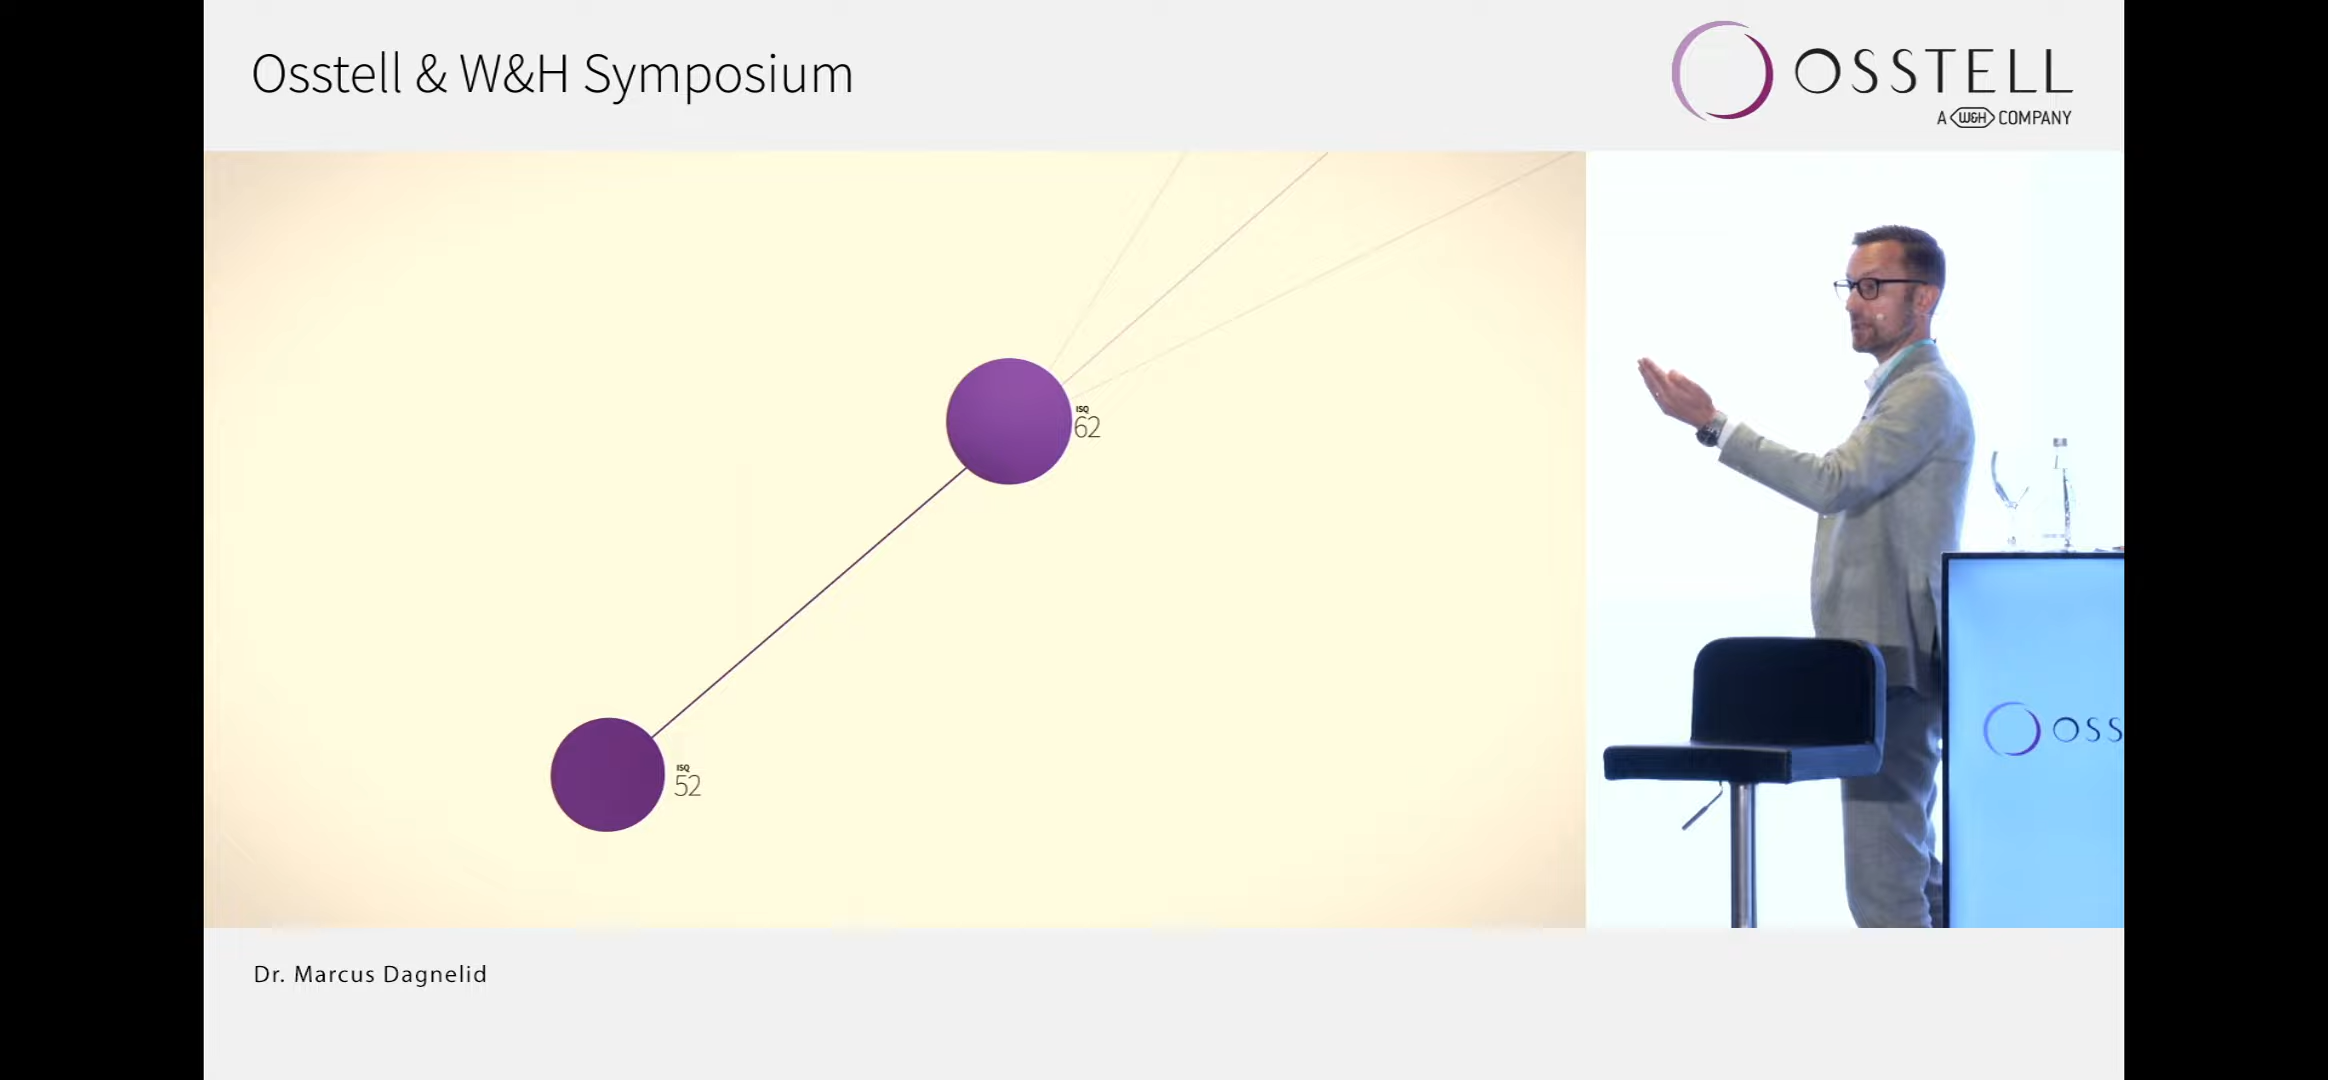 Osstell & W&H Symposium
OSSTELL
A W&H COMPANY
ISQ
62
ISQ
52
OSS
Dr. Marcus Dagnelid